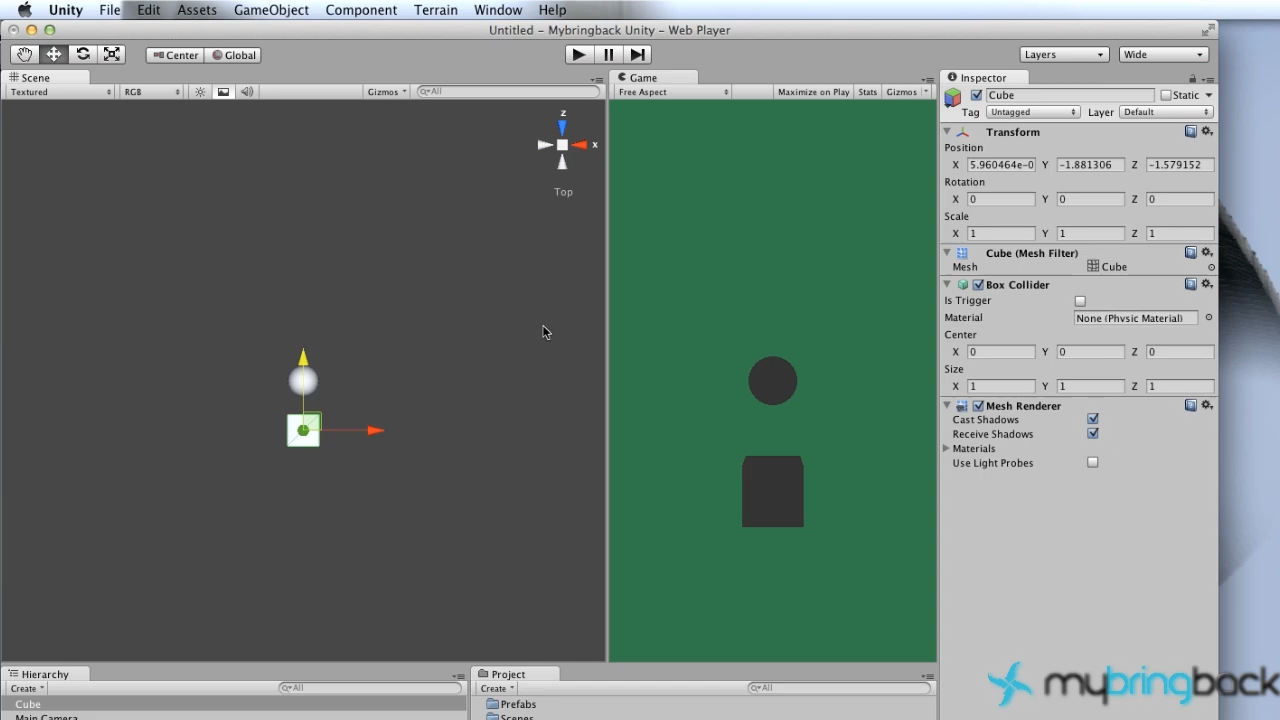 Unity File Edit Assets GameObject Component Terrain Window Help
Untitled - Mybringback Unity - Web Player
Center Global Layers Wide
Scene Game Inspector
Textured RGB Gizmos All Free Aspect Maximize on Play Stats Gizmos
Cube Static
Tag Untagged Layer Default
z
x
Top
Transform
Position
X 5.960464e-0 Y -1.881306 Z -1.579152
Rotation
X 0 Y 0 Z 0
Scale
X 1 Y 1 Z 1
Cube (Mesh Filter)
Mesh Cube
Box Collider
Is Trigger
Material None (Physic Material)
Center
X 0 Y 0 Z 0
Size
X 1 Y 1 Z 1
Mesh Renderer
Cast Shadows
Receive Shadows
Materials
Use Light Probes
Hierarchy Project
Create All Create All
Cube Prefabs
Main Camera Scenes
mybringback